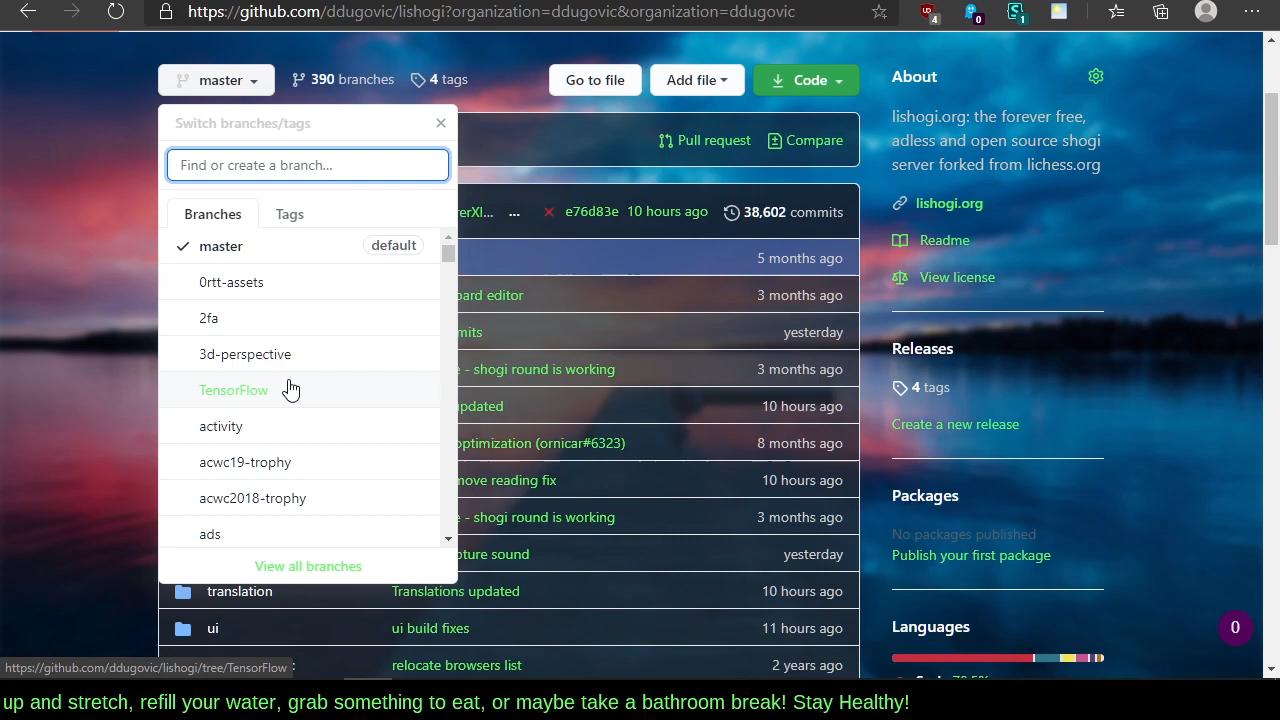 https://github.com/ddugovic/lishogi?organization=ddugovic&organization=ddugovic
4
0
1
master
390 branches
4 tags
Go to file
Add file
Code
Switch branches/tags
Find or create a branch...
Branches
Tags
master
default
0rtt-assets
2fa
3d-perspective
TensorFlow
activity
acwc19-trophy
acwc2018-trophy
ads
View all branches
Pull request
Compare
... e76d83e 10 hours ago 38,602 commits
5 months ago
editor 3 months ago
yesterday
- shogi round is working 3 months ago
10 hours ago
(ornicar#6323) 8 months ago
move reading fix 10 hours ago
- shogi round is working 3 months ago
sound yesterday
translation Translations updated 10 hours ago
ui ui build fixes 11 hours ago
relocate browsers list 2 years ago
About
lishogi.org: the forever free,
adless and open source shogi
server forked from lichess.org
lishogi.org
Readme
View license
Releases
4 tags
Create a new release
Packages
No packages published
Publish your first package
Languages
0
https://github.com/ddugovic/lishogi/tree/TensorFlow
up and stretch, refill your water, grab something to eat, or maybe take a bathroom break! Stay Healthy!